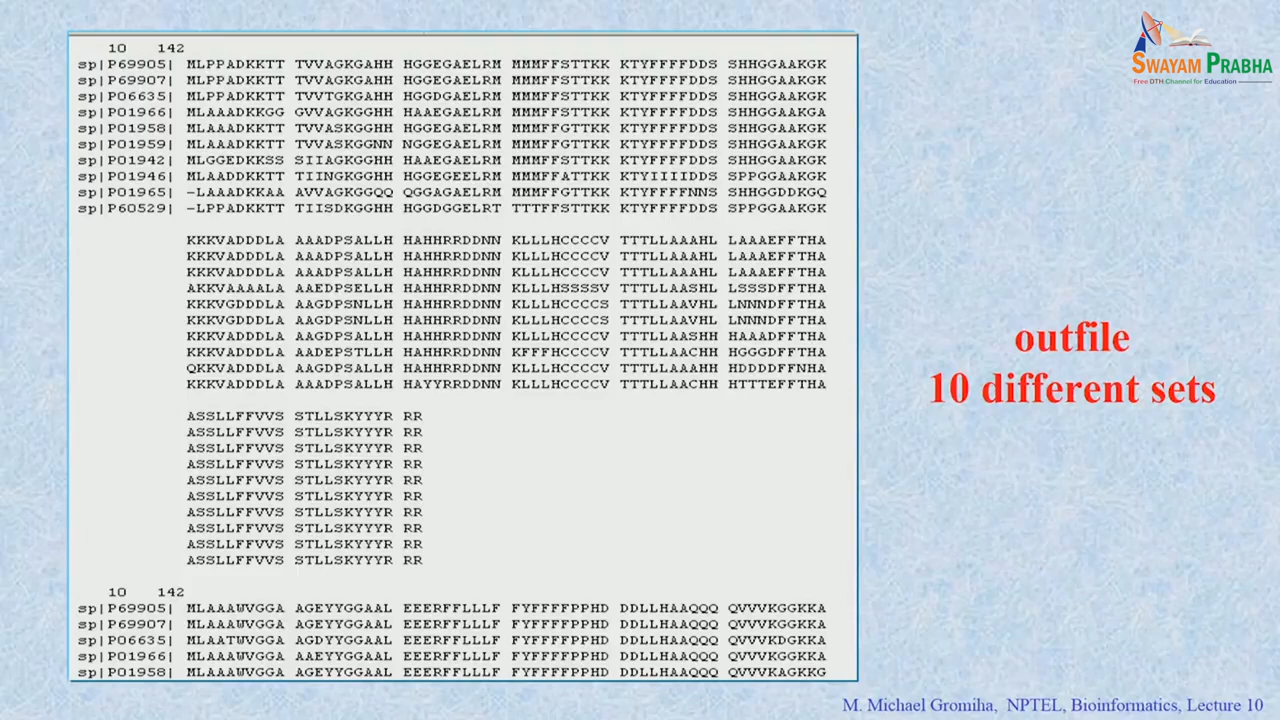 10 142
sp|P69905| MLPPADKKTT TVVAGKGAHH HGGEGAELRM MMMFFSTTKK KTYFFFFDDS SHHGGAAKGK
sp|P69907| MLPPADKKTT TVVAGKGAHH HGGEGAELRM MMMFFSTTKK KTYFFFFDDS SHHGGAAKGK
sp|P06635| MLPPADKKTT TVVTGKGAHH HGGDGAELRM MMMFFSTTKK KTYFFFFDDS SHHGGAAKGK
sp|P01966| MLAAADKKGG GVVAKGGHH HAAEGAELRM MMMFFSTTKK KTYFFFFDDS SHHGGAAKGA
sp|P01958| MLAAADKKTT TVVASKGGHH HGGEGAELRM MMMFFGTTKK KTYFFFFDDS SHHGGAAKGK
sp|P01959| MLAAADKKTT TVVASKGGNN NGGEGAELRM MMMFFGTTKK KTYFFFFDDS SHHGGAAKGK
sp|P01942| MLGGEDKKSS SIIAGKGGHH HAAEGAELRM MMMFFSTTKK KTYFFFFDDS SHHGGAAKGK
sp|P01946| MLAADDKKTT TIINGKGGHH HGGEGEELRM MMMFFATTKK KTYIIIIDDS SPPGGAAKGK
sp|P01965| -LAAADKKAA AVVAGKGGQQ QGGAGAELRM MMMFFGTTKK KTYFFFFNNS SHHGGDDKGQ
sp|P60529| -LPPADKKTT TIISDKGGHH HGGDGGELRT TTTFFSTTKK KTYFFFFDDS SPPGGAAKGK
KKKVADDDLA AAADPSALLH HAHHRRDDNN KLLLHCCCCV TTTLLAAAHL LAAAEFFTHA
KKKVADDDLA AAADPSALLH HAHHRRDDNN KLLLHCCCCV TTTLLAAAHL LAAAEFFTHA
KKKVADDDLA AAADPSALLH HAHHRRDDNN KLLLHCCCCV TTTLLAAAHL LAAAEFFTHA
AKKVAAAALA AAEDPSELLH HAHHRRDDNN KLLLHSSSSV TTTLLAASHL LSSSDFFTHA
KKKVGDDDLA AAGDPSNLLH HAHHRRDDNN KLLLHCCCCS TTTLLAAVHL LNNNDFFTHA
KKKVGDDDLA AAGDPSNLLH HAHHRRDDNN KLLLHCCCCS TTTLLAAVHL LNNNDFFTHA
KKKVADDDLA AAGDPSALLH HAHHRRDDNN KLLLHCCCCV TTTLLAASHH HAAADFFTHA
KKKVADDDLA AADEPSTLLH HAHHRRDDNN KFFFHCCCCV TTTLLAACHH HGGGDFFTHA
QKKVADDDLA AAGDPSALLH HAHHRRDDNN KLLLHCCCCV TTTLLAAAHH HDDDDFFNHA
KKKVADDDLA AAADPSALLH HAYYRRDDNN KLLLHCCCCV TTTLLAACHH HTTTEFFTHA
ASSLLFFVVS STLLSKYYYR RR
ASSLLFFVVS STLLSKYYYR RR
ASSLLFFVVS STLLSKYYYR RR
ASSLLFFVVS STLLSKYYYR RR
ASSLLFFVVS STLLSKYYYR RR
ASSLLFFVVS STLLSKYYYR RR
ASSLLFFVVS STLLSKYYYR RR
ASSLLFFVVS STLLSKYYYR RR
ASSLLFFVVS STLLSKYYYR RR
ASSLLFFVVS STLLSKYYYR RR
10 142
sp|P69905| MLAAAWVGGA AGEYYGGAAL EEERFFLLLF FYFFFFPPHD DDLLHAAQQQ QVVVKGGKKA
sp|P69907| MLAAAWVGGA AGEYYGGAAL EEERFFLLLF FYFFFFPPHD DDLLHAAQQQ QVVVKGGKKA
sp|P06635| MLAATWVGGA AGDYYGGAAL EEERFFLLLF FYFFFFPPHD DDLLHAAQQQ QVVVKDGKKA
sp|P01966| MLAAAWVGGA AAEYYGGAAL EEERFFLLLF FYFFFFPPHD DDLLHAAQQQ QVVVKGGKKA
sp|P01958| MLAAAWVGGA AGEYYGGAAL EEERFFLLLF FYFFFFPPHD DDLLHAAQQQ QVVVKAGKKG
outfile
10 different sets
SWAYAM PRABHA
Free DTH Channel for Education
M. Michael Gromiha, NPTEL, Bioinformatics, Lecture 10